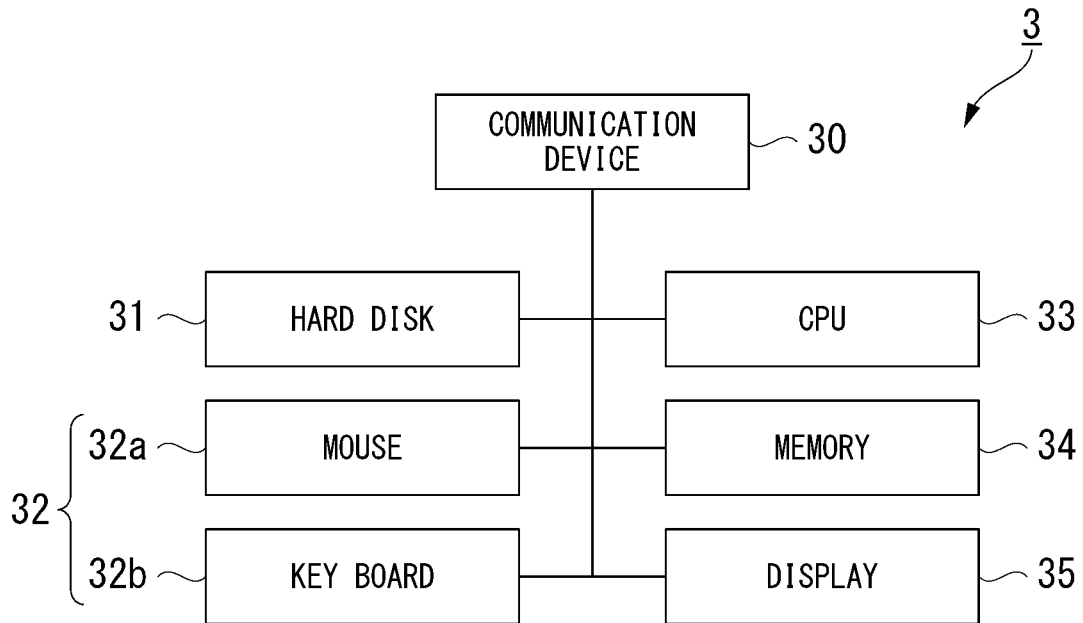 3
COMMUNICATION
DEVICE
30
31
HARD DISK
CPU
33
32a
MOUSE
MEMORY
34
32
32b
KEY BOARD
DISPLAY
35